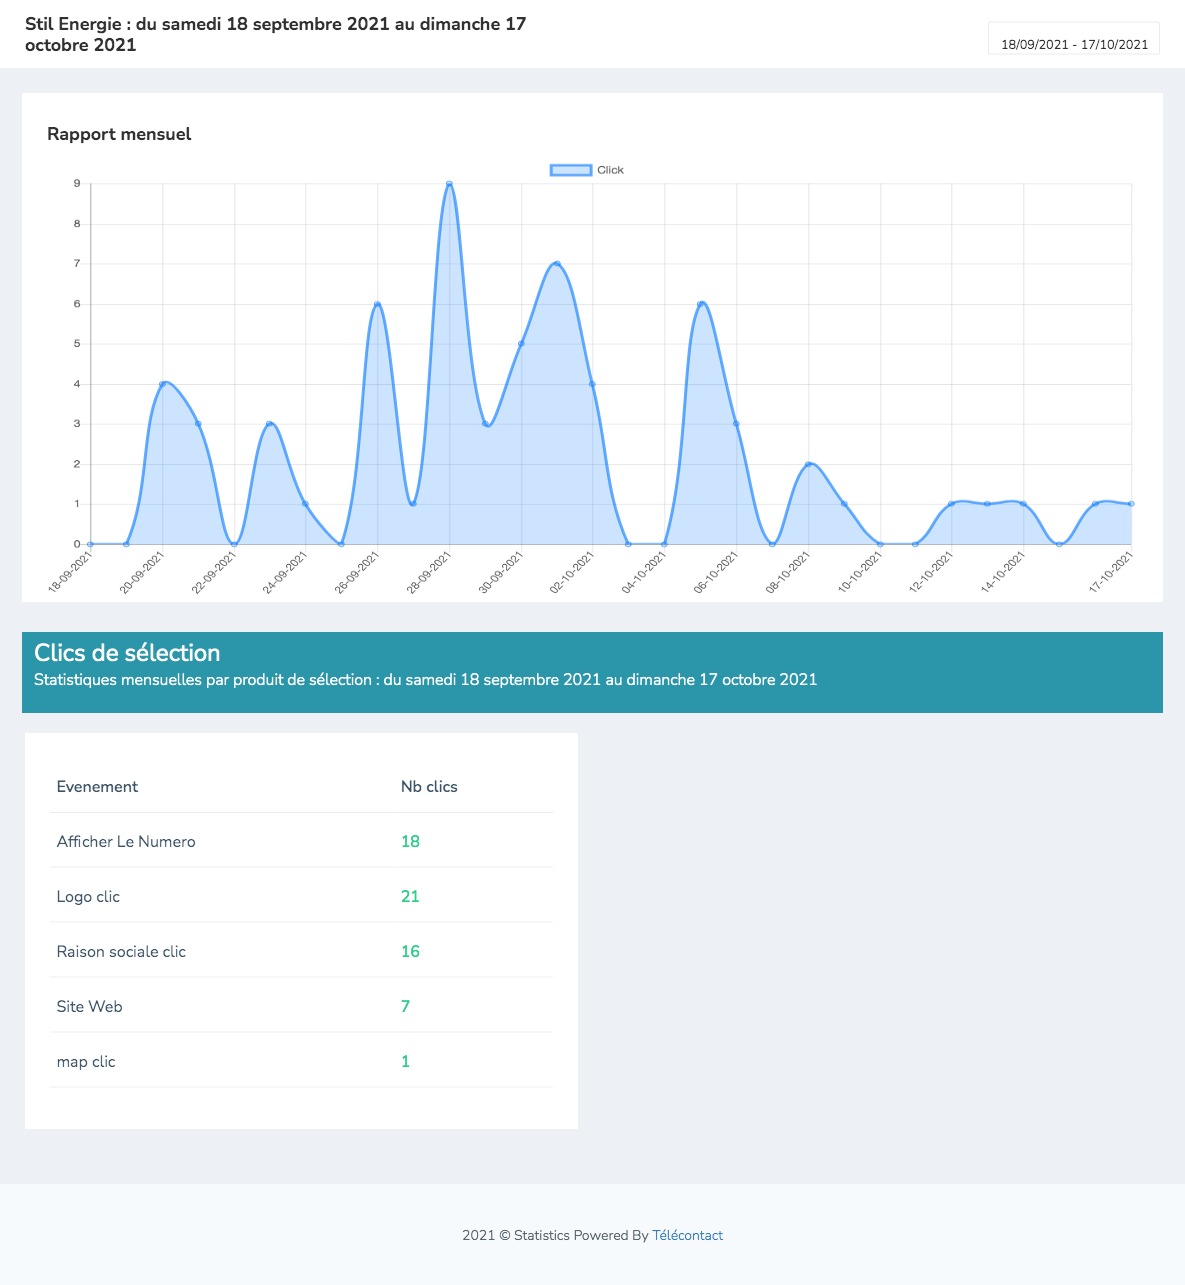 Stil Energie : du samedi 18 septembre 2021 au dimanche 17
octobre 2021
18/09/2021 - 17/10/2021
Rapport mensuel
Click
9
8
7
6
5
4
3
2
1
0
18-09-2021
20-09-2021
22-09-2021
24-09-2021
26-09-2021
28-09-2021
30-09-2021
02-10-2021
04-10-2021
06-10-2021
08-10-2021
10-10-2021
12-10-2021
14-10-2021
17-10-2021
Clics de sélection
Statistiques mensuelles par produit de sélection : du samedi 18 septembre 2021 au dimanche 17 octobre 2021
Evenement Nb clics
Afficher Le Numero 18
Logo clic 21
Raison sociale clic 16
Site Web 7
map clic 1
2021 © Statistics Powered By Télécontact